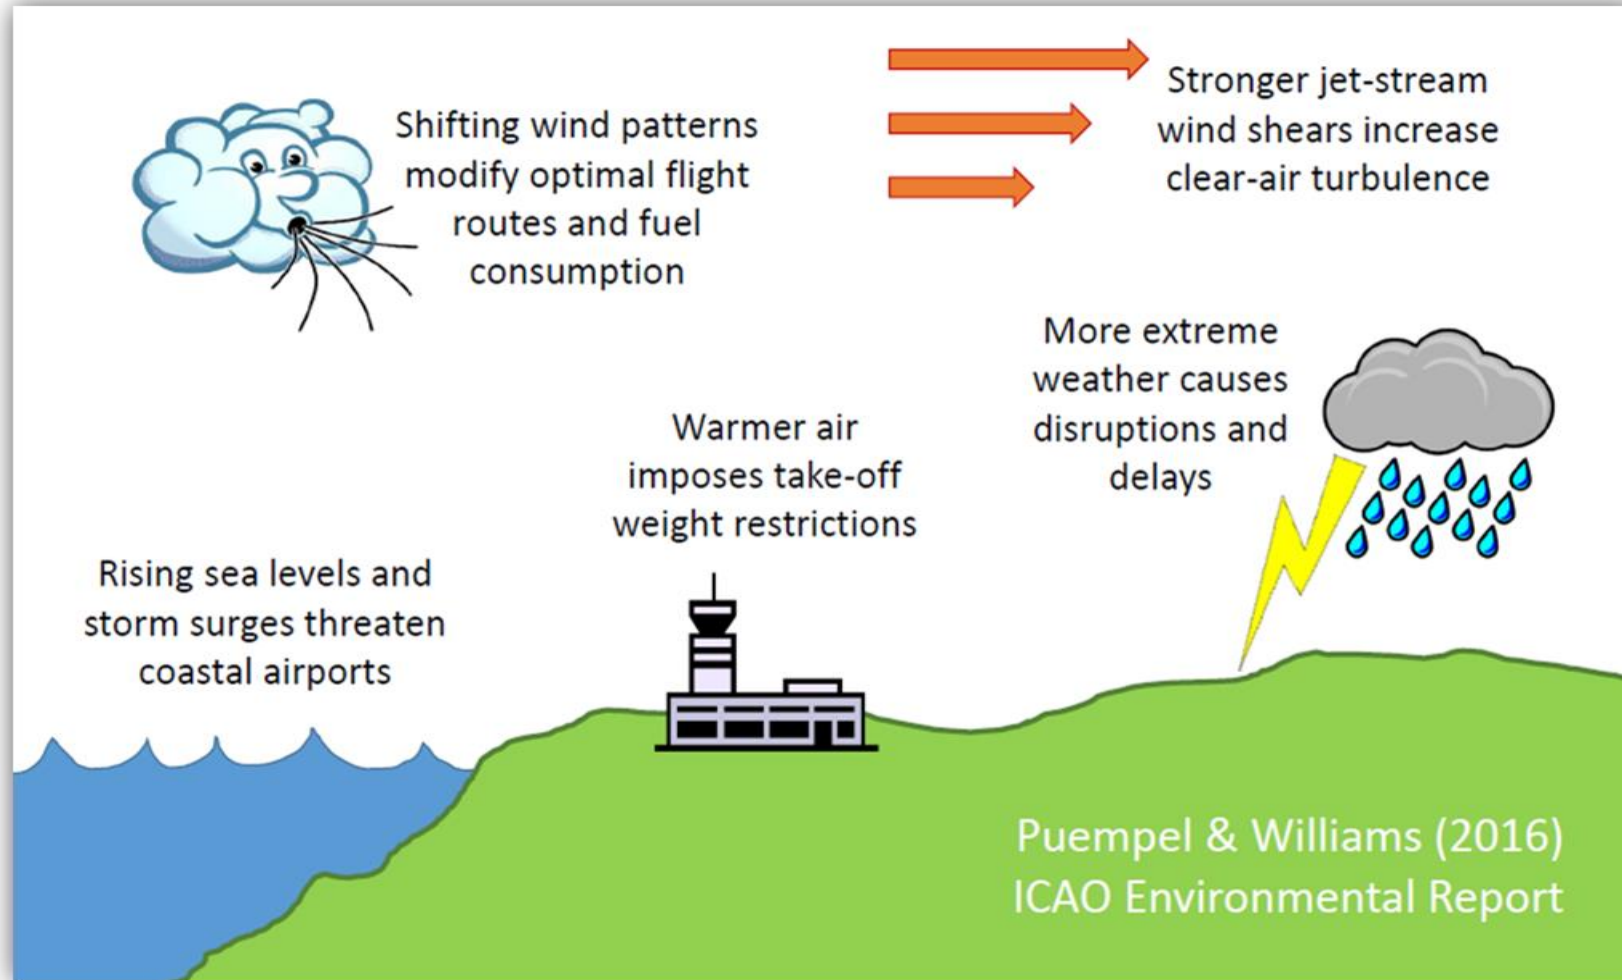 Shifting wind patterns
modify optimal flight
routes and fuel
consumption
Stronger jet-stream
wind shears increase
clear-air turbulence
More extreme
weather causes
disruptions and
delays
Warmer air
imposes take-off
weight restrictions
Rising sea levels and
storm surges threaten
coastal airports
Puempel & Williams (2016)
ICAO Environmental Report